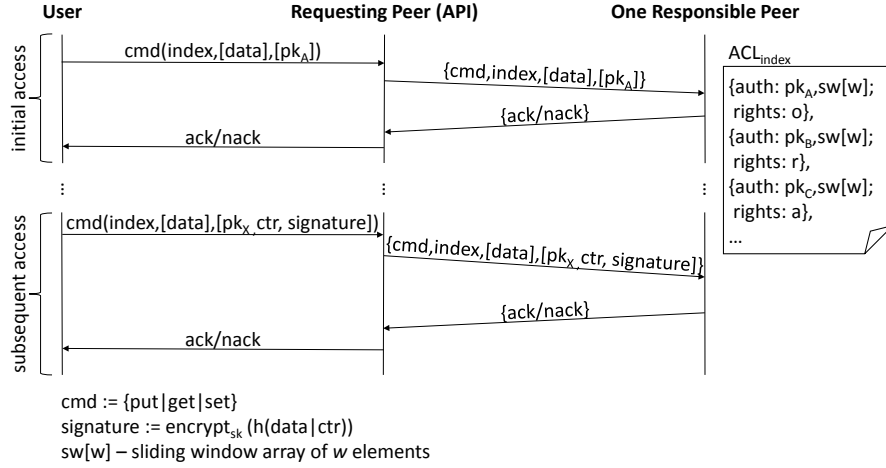 User
Requesting Peer (API)
One Responsible Peer
initial access
cmd(index,[data],[pkA])
{cmd,index,[data],[pkA]}
{ack/nack}
ack/nack
...
...
...
subsequent access
cmd(index,[data],[pkX,ctr, signature])
{cmd,index,[data],[pkX,ctr, signature]}
{ack/nack}
ack/nack
ACLindex
{auth: pkA,sw[w];
rights: o},
{auth: pkB,sw[w];
rights: r},
{auth: pkC,sw[w];
rights: a},
...
cmd := {put|get|set}
signature := encryptsk (h(data|ctr))
sw[w] – sliding window array of w elements